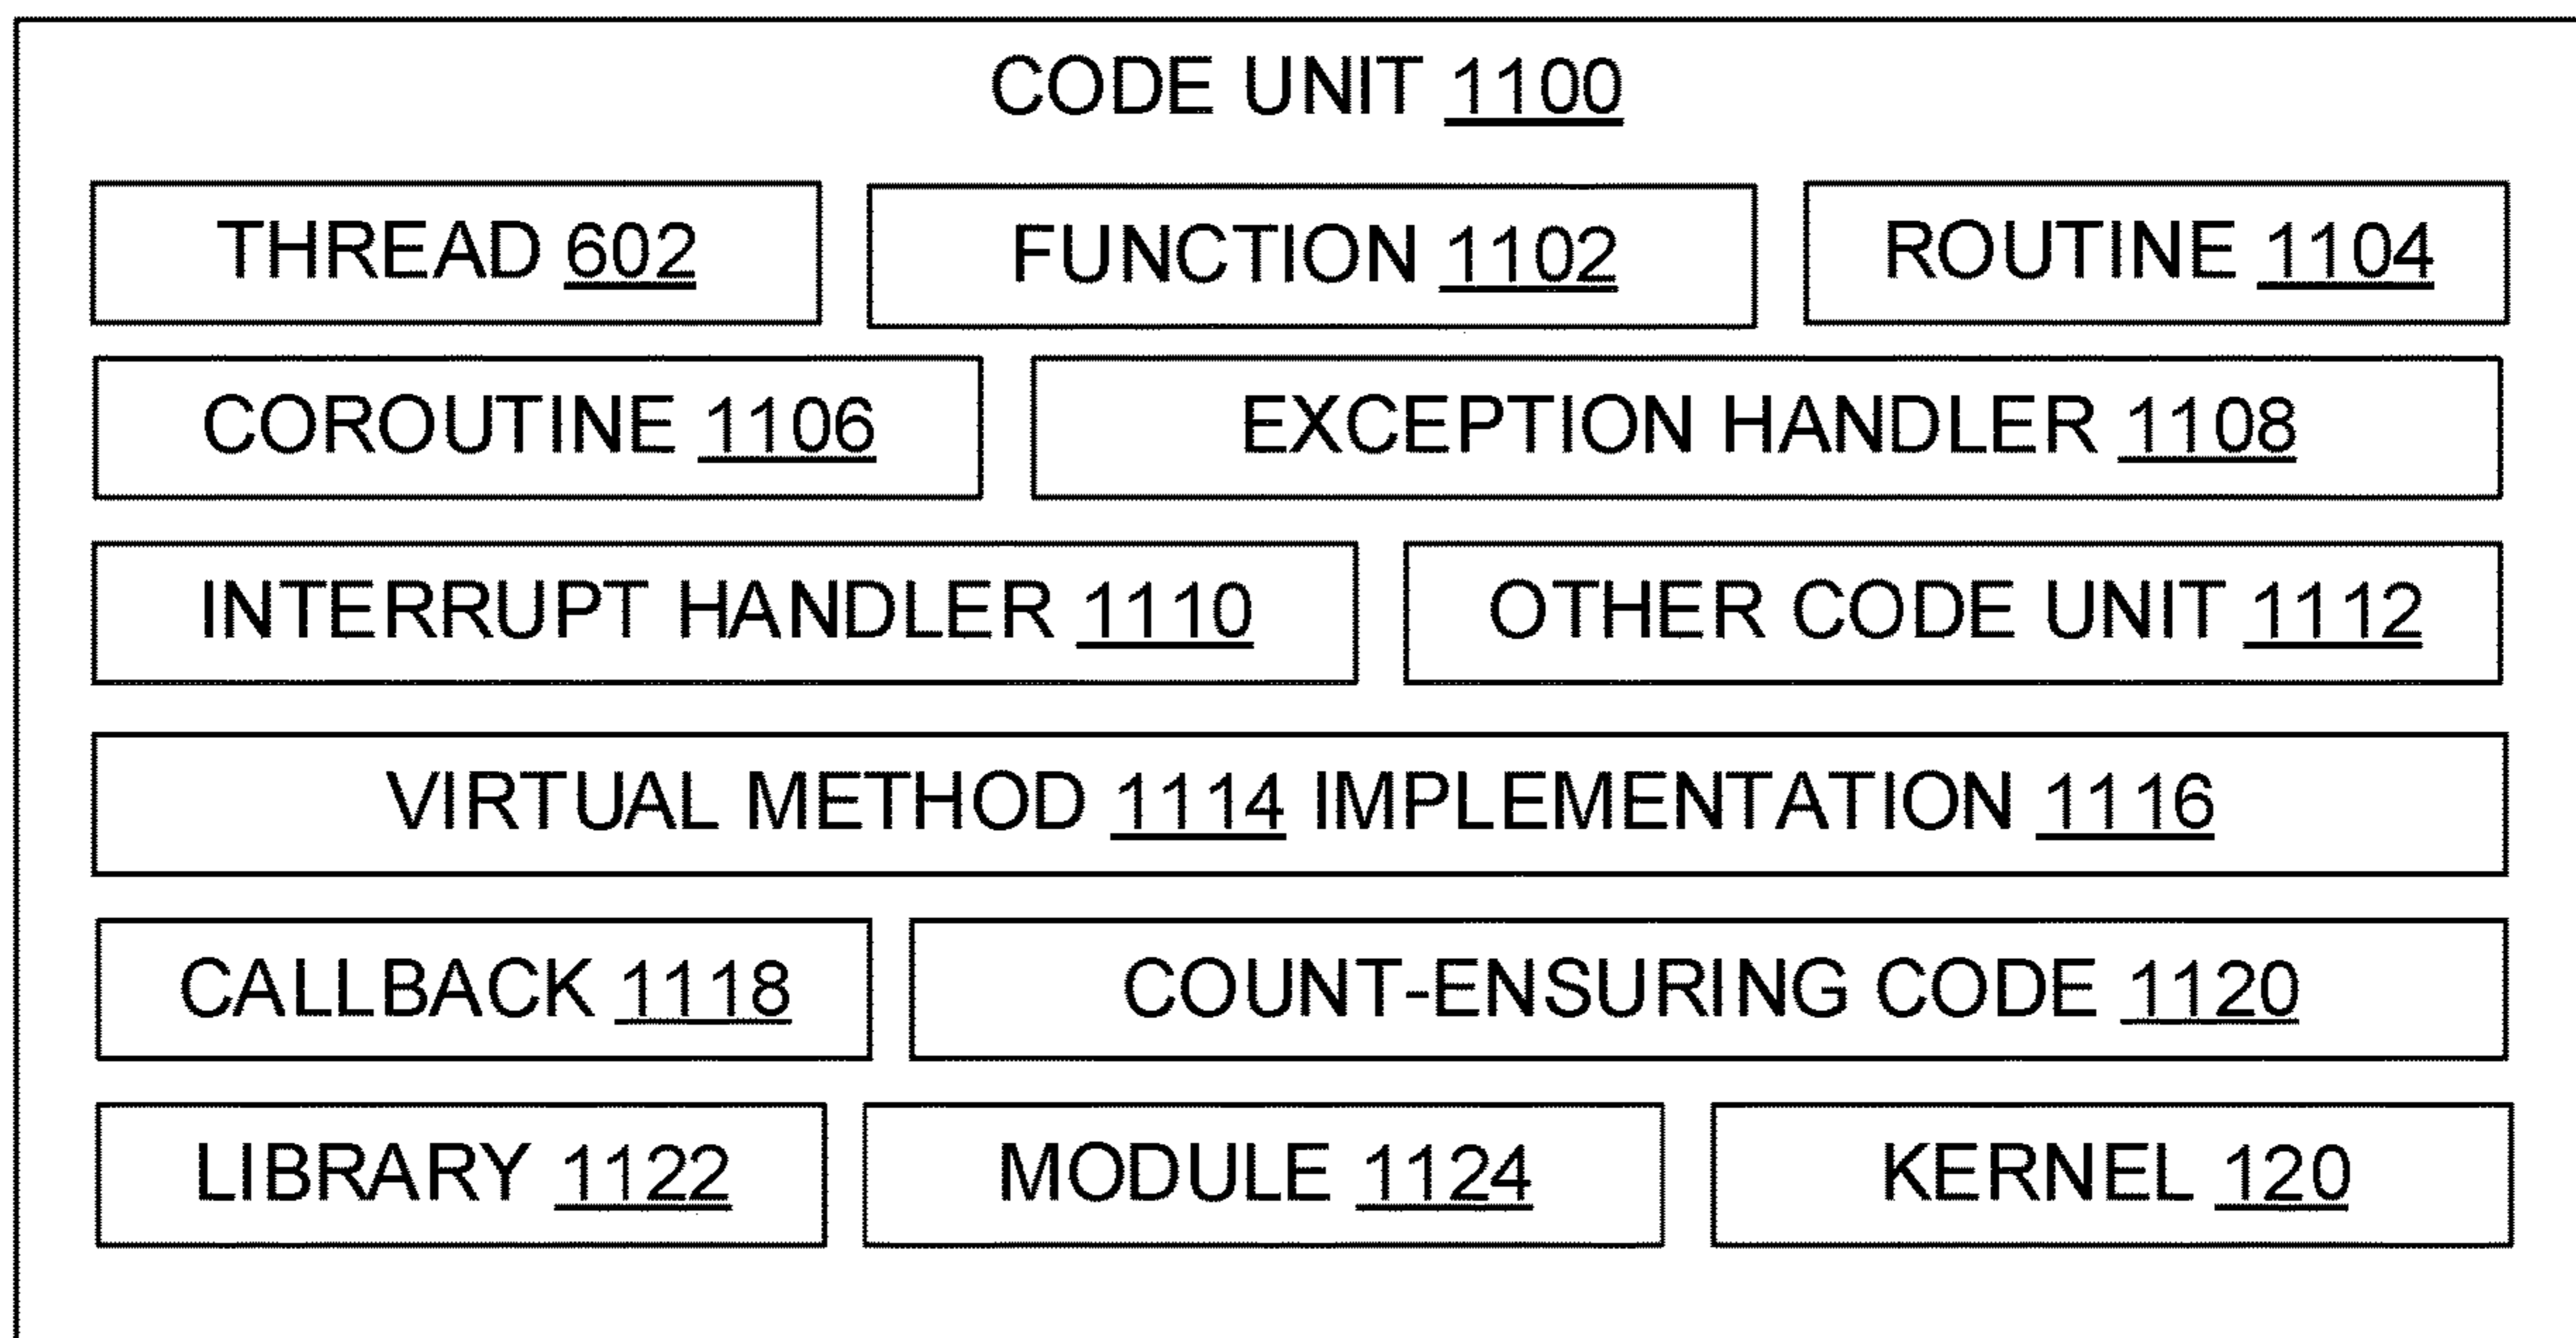 CODE UNIT 1100
THREAD 602 FUNCTION 1102 ROUTINE 1104
COROUTINE 1106 EXCEPTION HANDLER 1108
INTERRUPT HANDLER 1110 OTHER CODE UNIT 1112
VIRTUAL METHOD 1114 IMPLEMENTATION 1116
CALLBACK 1118 COUNT-ENSURING CODE 1120
LIBRARY 1122 MODULE 1124 KERNEL 120